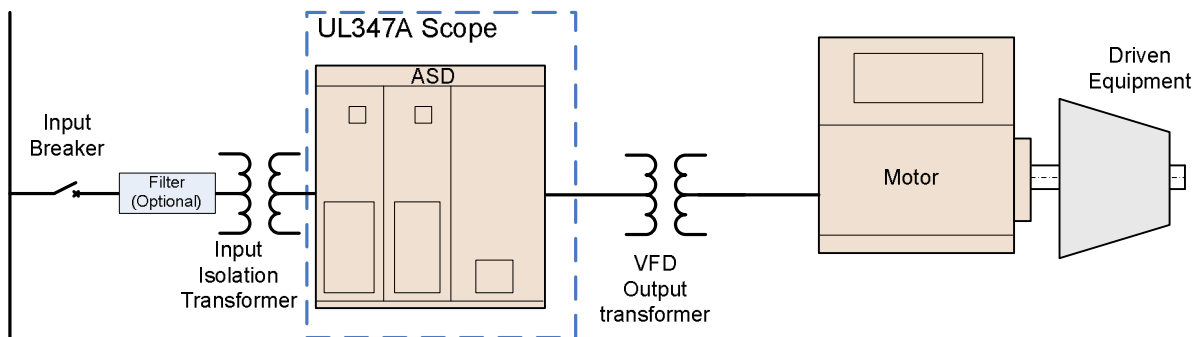 UL347A Scope
ASD
Input
Breaker
Filter
(Optional)
Input
Isolation
Transformer
VFD
Output
transformer
Motor
Driven
Equipment